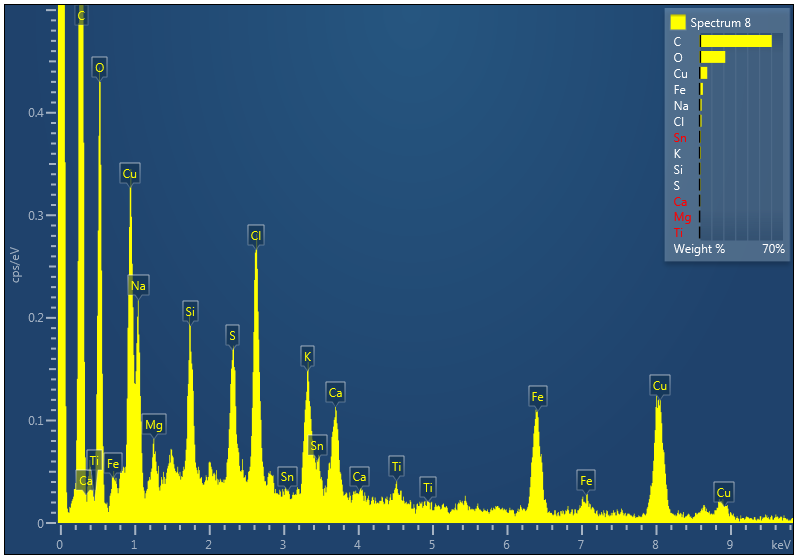 C
O
Cu
Na
Cl
Si
S
K
Ca
Sn
Mg
Ti
Fe
Ca
Sn
Ca
Ti
Ti
Fe
Fe
Cu
Cu
0.4
0.3
0.2
0.1
0
cps/eV
0 1 2 3 4 5 6 7 8 9 keV
Spectrum 8
C
O
Cu
Fe
Na
Cl
Sn
K
Si
S
Ca
Mg
Ti
Weight % 70%